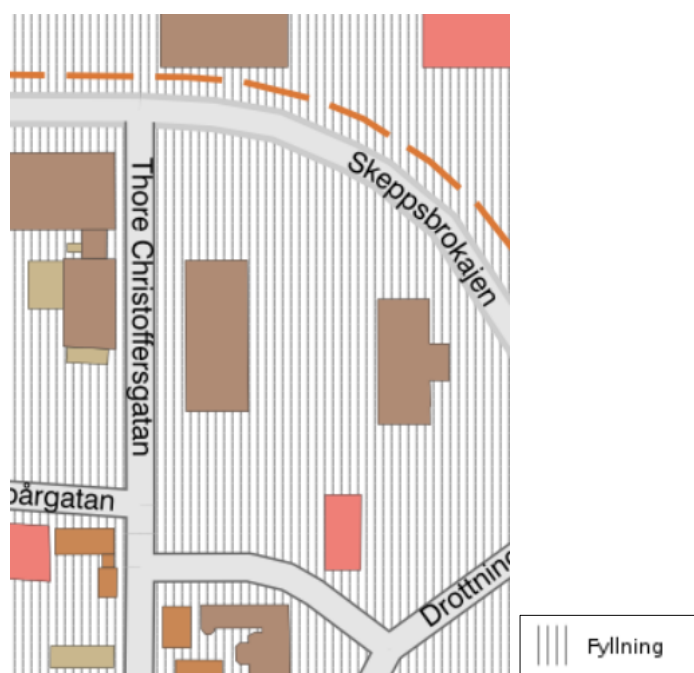 Skeppsbrokajen
Thore Christoffersgatan
pårgatan
Drottning
Fyllning